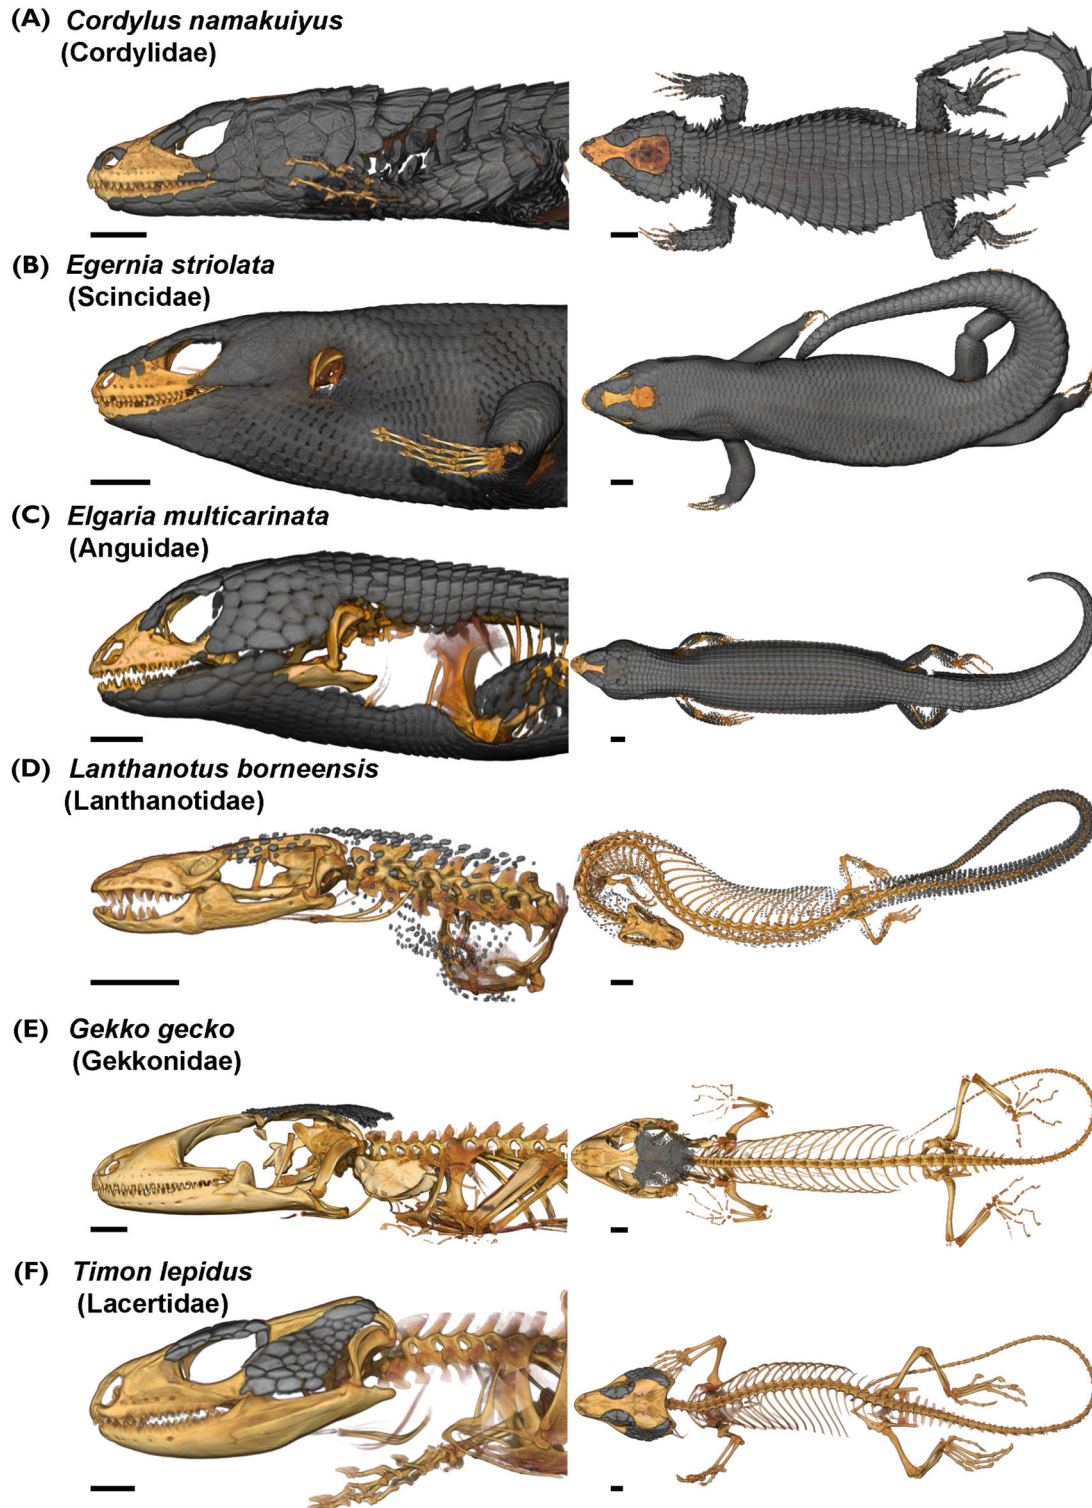 (A) Cordylus namakuiyus
(Cordylidae)
(B) Egernia striolata
(Scincidae)
(C) Elgaria multicarinata
(Anguidae)
(D) Lanthanotus borneensis
(Lanthanotidae)
(E) Gekko gecko
(Gekkonidae)
(F) Timon lepidus
(Lacertidae)